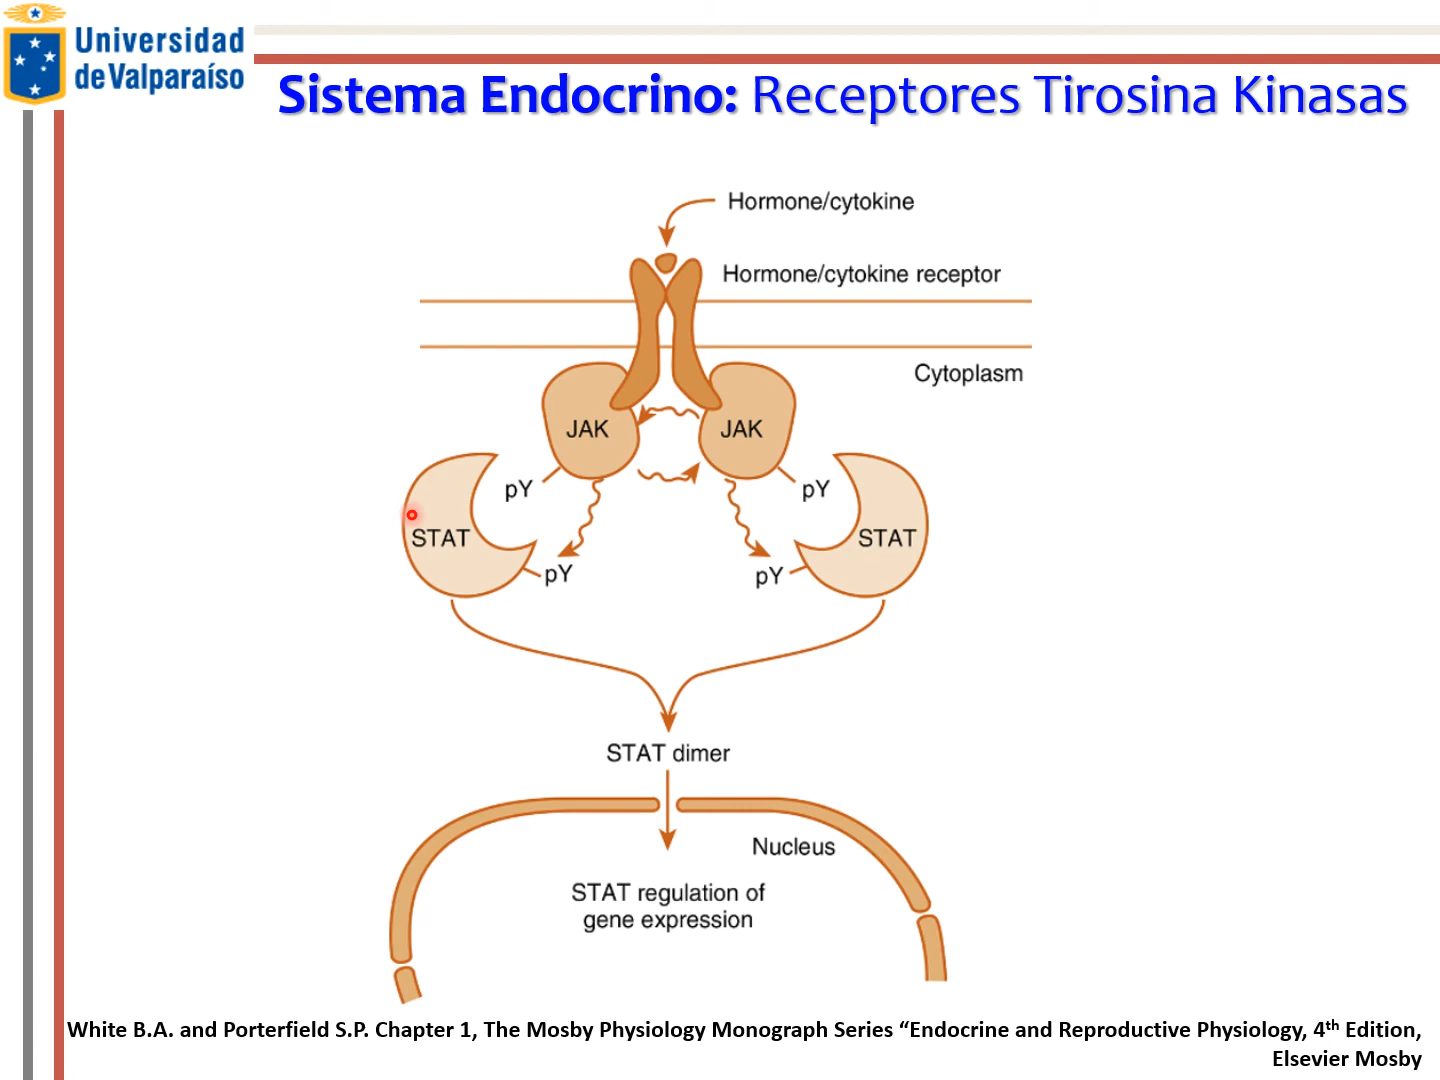 Universidad
de Valparaíso
Sistema Endocrino: Receptores Tirosina Kinasas
Hormone/cytokine
Hormone/cytokine receptor
Cytoplasm
JAK
JAK
pY
pY
STAT
STAT
pY
pY
STAT dimer
Nucleus
STAT regulation of
gene expression
White B.A. and Porterfield S.P. Chapter 1, The Mosby Physiology Monograph Series “Endocrine and Reproductive Physiology, 4th Edition,
Elsevier Mosby